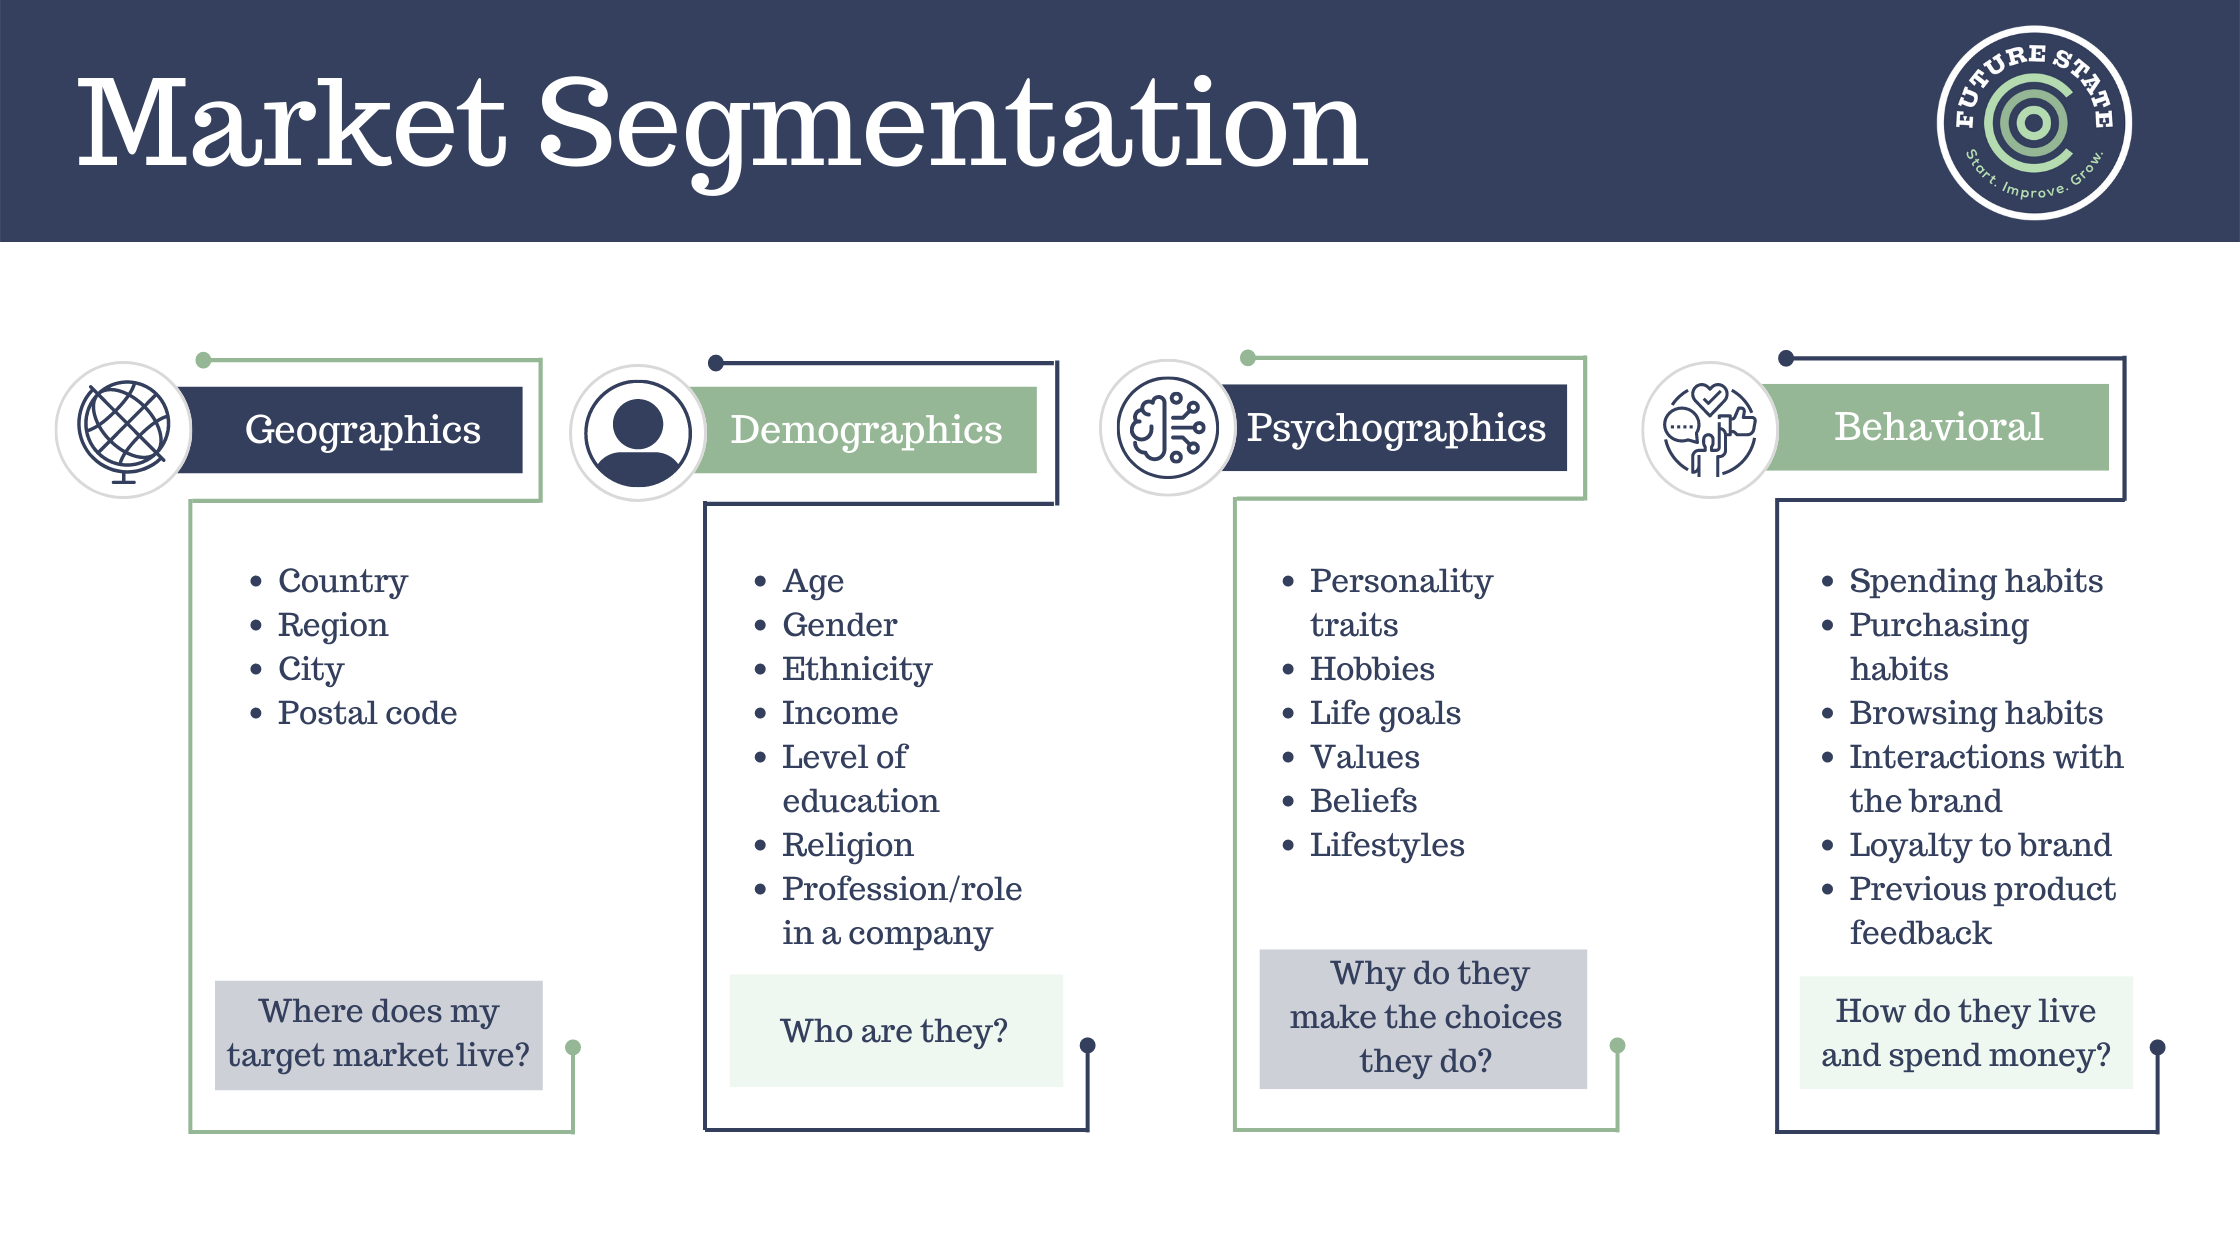 Market Segmentation
FUTURE STATE
Start. Improve. Grow.
Geographics
Country
Region
City
Postal code
Where does my
target market live?
Demographics
Age
Gender
Ethnicity
Income
Level of
education
Religion
Profession/role
in a company
Who are they?
Psychographics
Personality
traits
Hobbies
Life goals
Values
Beliefs
Lifestyles
Why do they
make the choices
they do?
Behavioral
Spending habits
Purchasing
habits
Browsing habits
Interactions with
the brand
Loyalty to brand
Previous product
feedback
How do they live
and spend money?